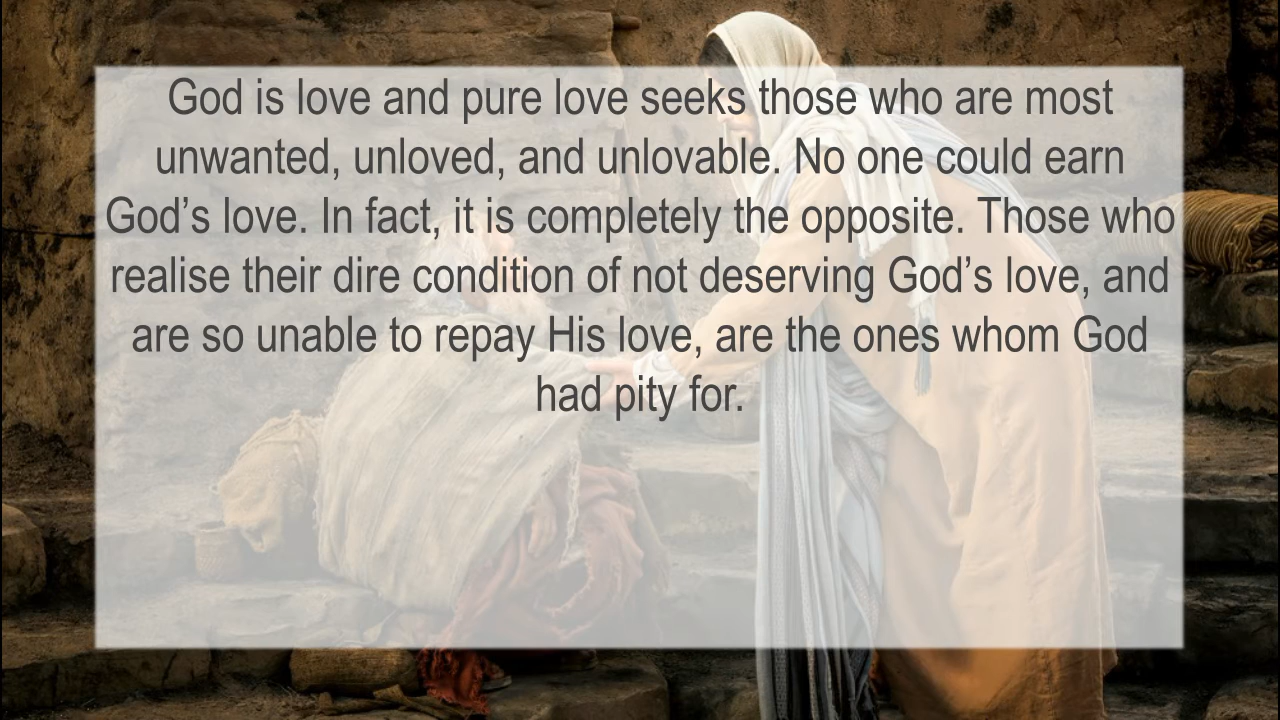 God is love and pure love seeks those who are most
unwanted, unloved, and unlovable. No one could earn
God’s love. In fact, it is completely the opposite. Those who
realise their dire condition of not deserving God’s love, and
are so unable to repay His love, are the ones whom God
had pity for.